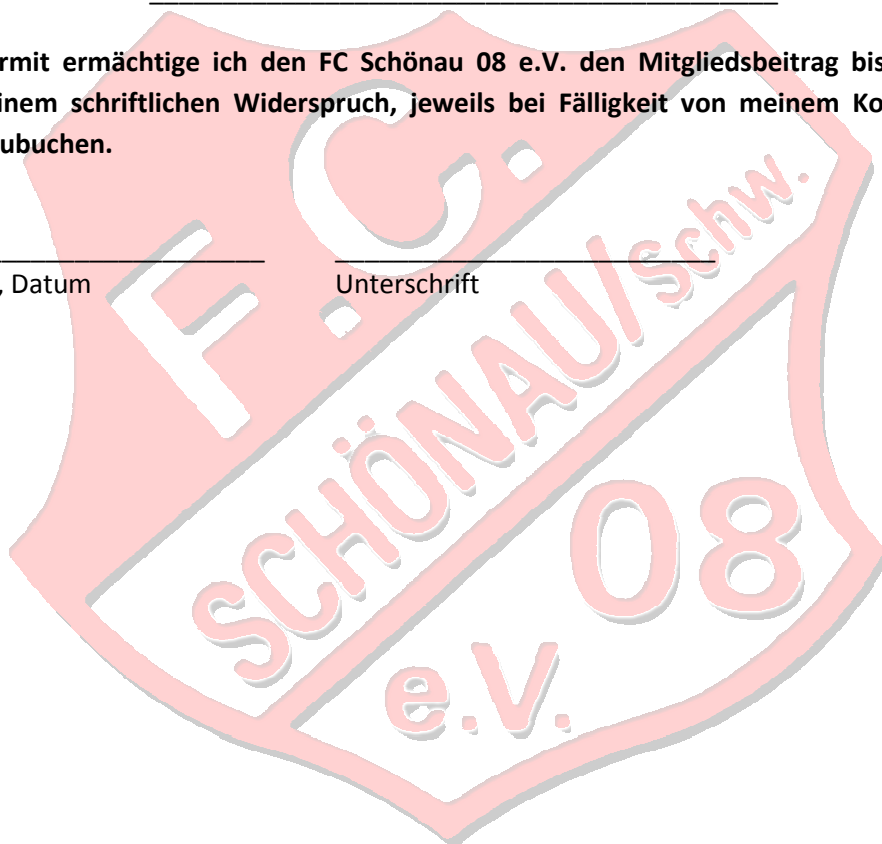 rmit ermächtige ich den FC Schönau 08 e.V. den Mitgliedsbeitrag bis
inem schriftlichen Widerspruch, jeweils bei Fälligkeit von meinem Ko
ubuchen.
, Datum Unterschrift
F.C.
SCHÖNAU/Schw.
08
e.V.